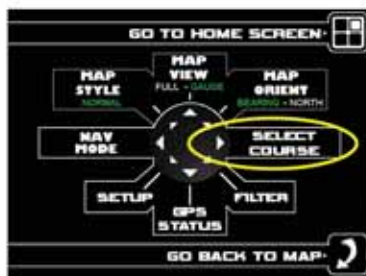 GO TO HOME SCREEN
MAP VIEW
FULL - GAUGE
MAP STYLE
NORMAL
MAP ORIENT
BEARING - NORTH
NAV MODE
SELECT COURSE
SETUP
GPS STATUS
FILTER
GO BACK TO MAP